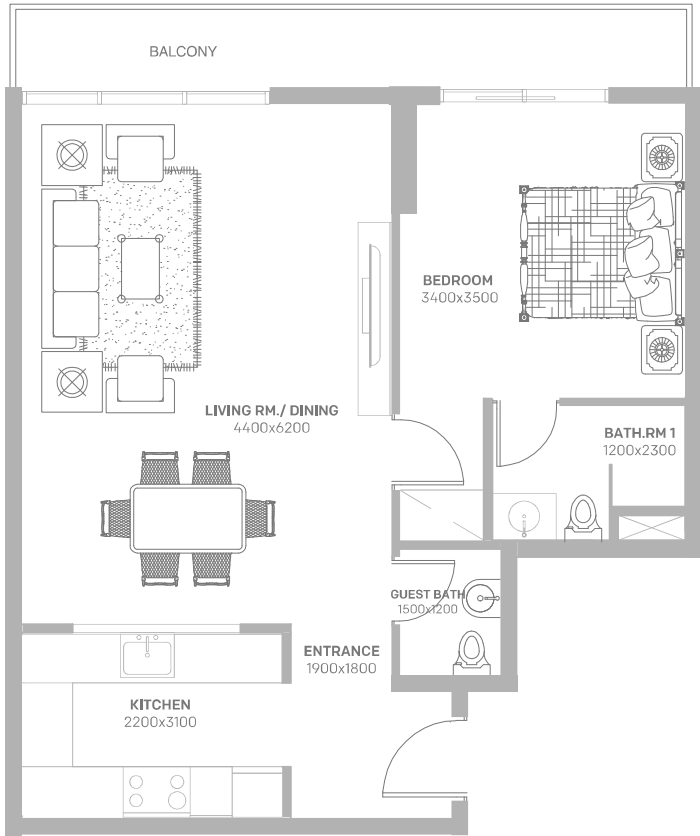 BALCONY
BEDROOM
3400x3500
LIVING RM./ DINING
4400x6200
BATH.RM 1
1200x2300
GUEST BATH
1500x1200
ENTRANCE
1900x1800
KITCHEN
2200x3100